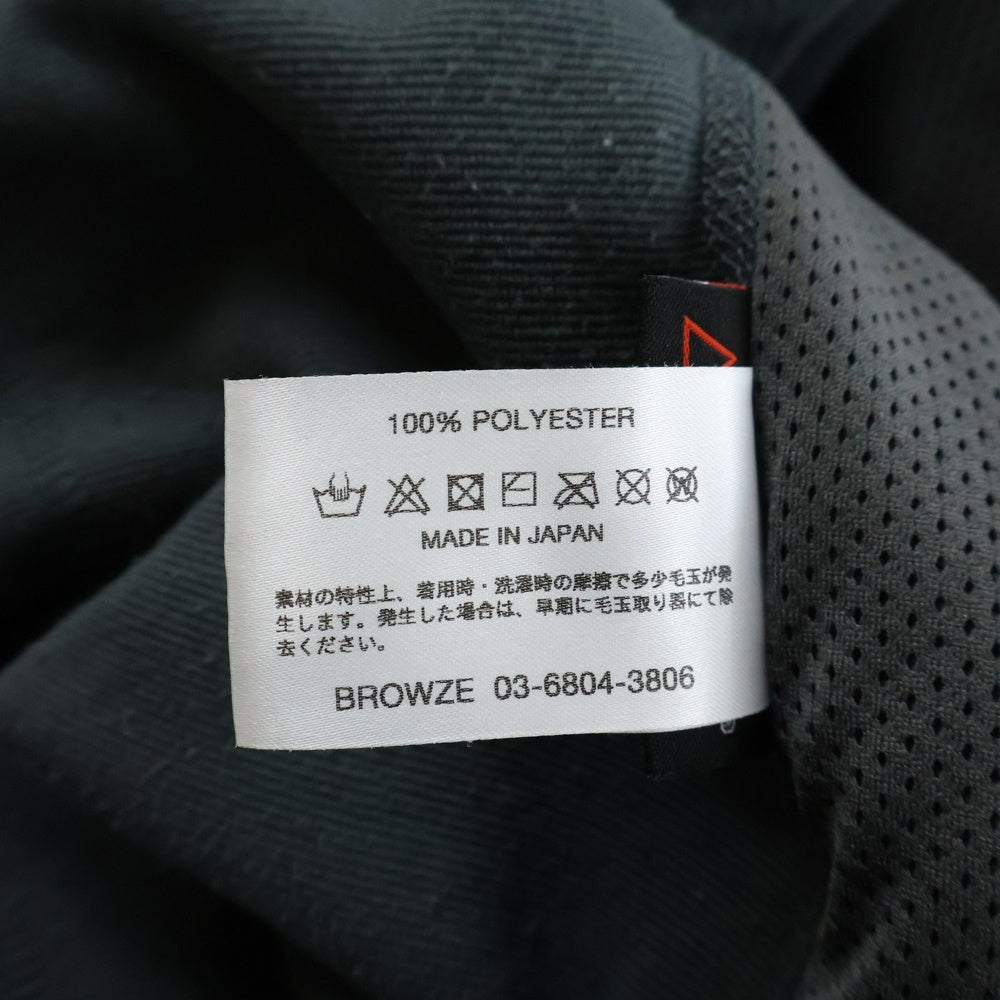 100% POLYESTER
MADE IN JAPAN
素材の特性上、着用時・洗濯時の摩擦で多少毛玉が発
生します。発生した場合は、早期に毛玉取り器にて除
去ください。
BROWZE 03-6804-3806